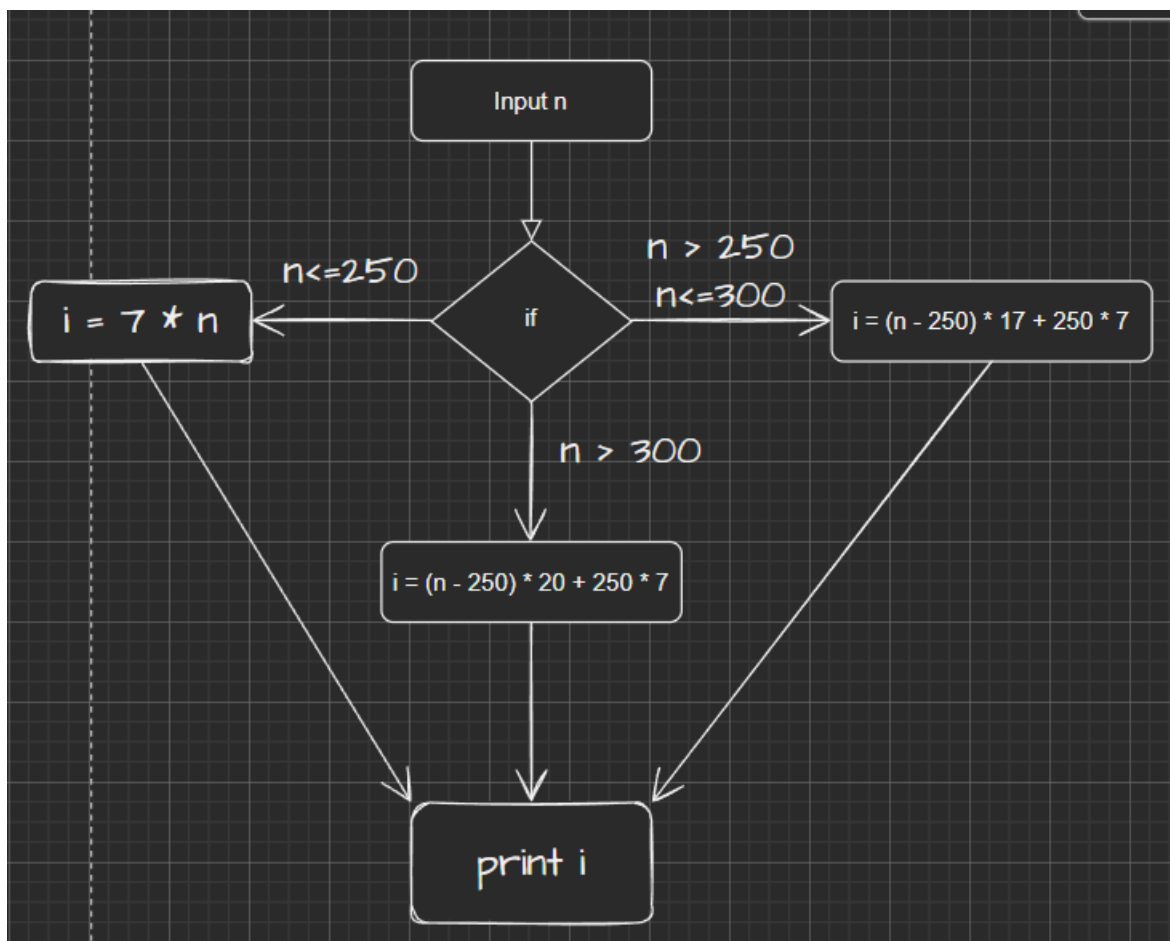 Input n
n<=250
n > 250
n<=300
i = 7 * n
if
i = (n - 250) * 17 + 250 * 7
n > 300
i = (n - 250) * 20 + 250 * 7
print i